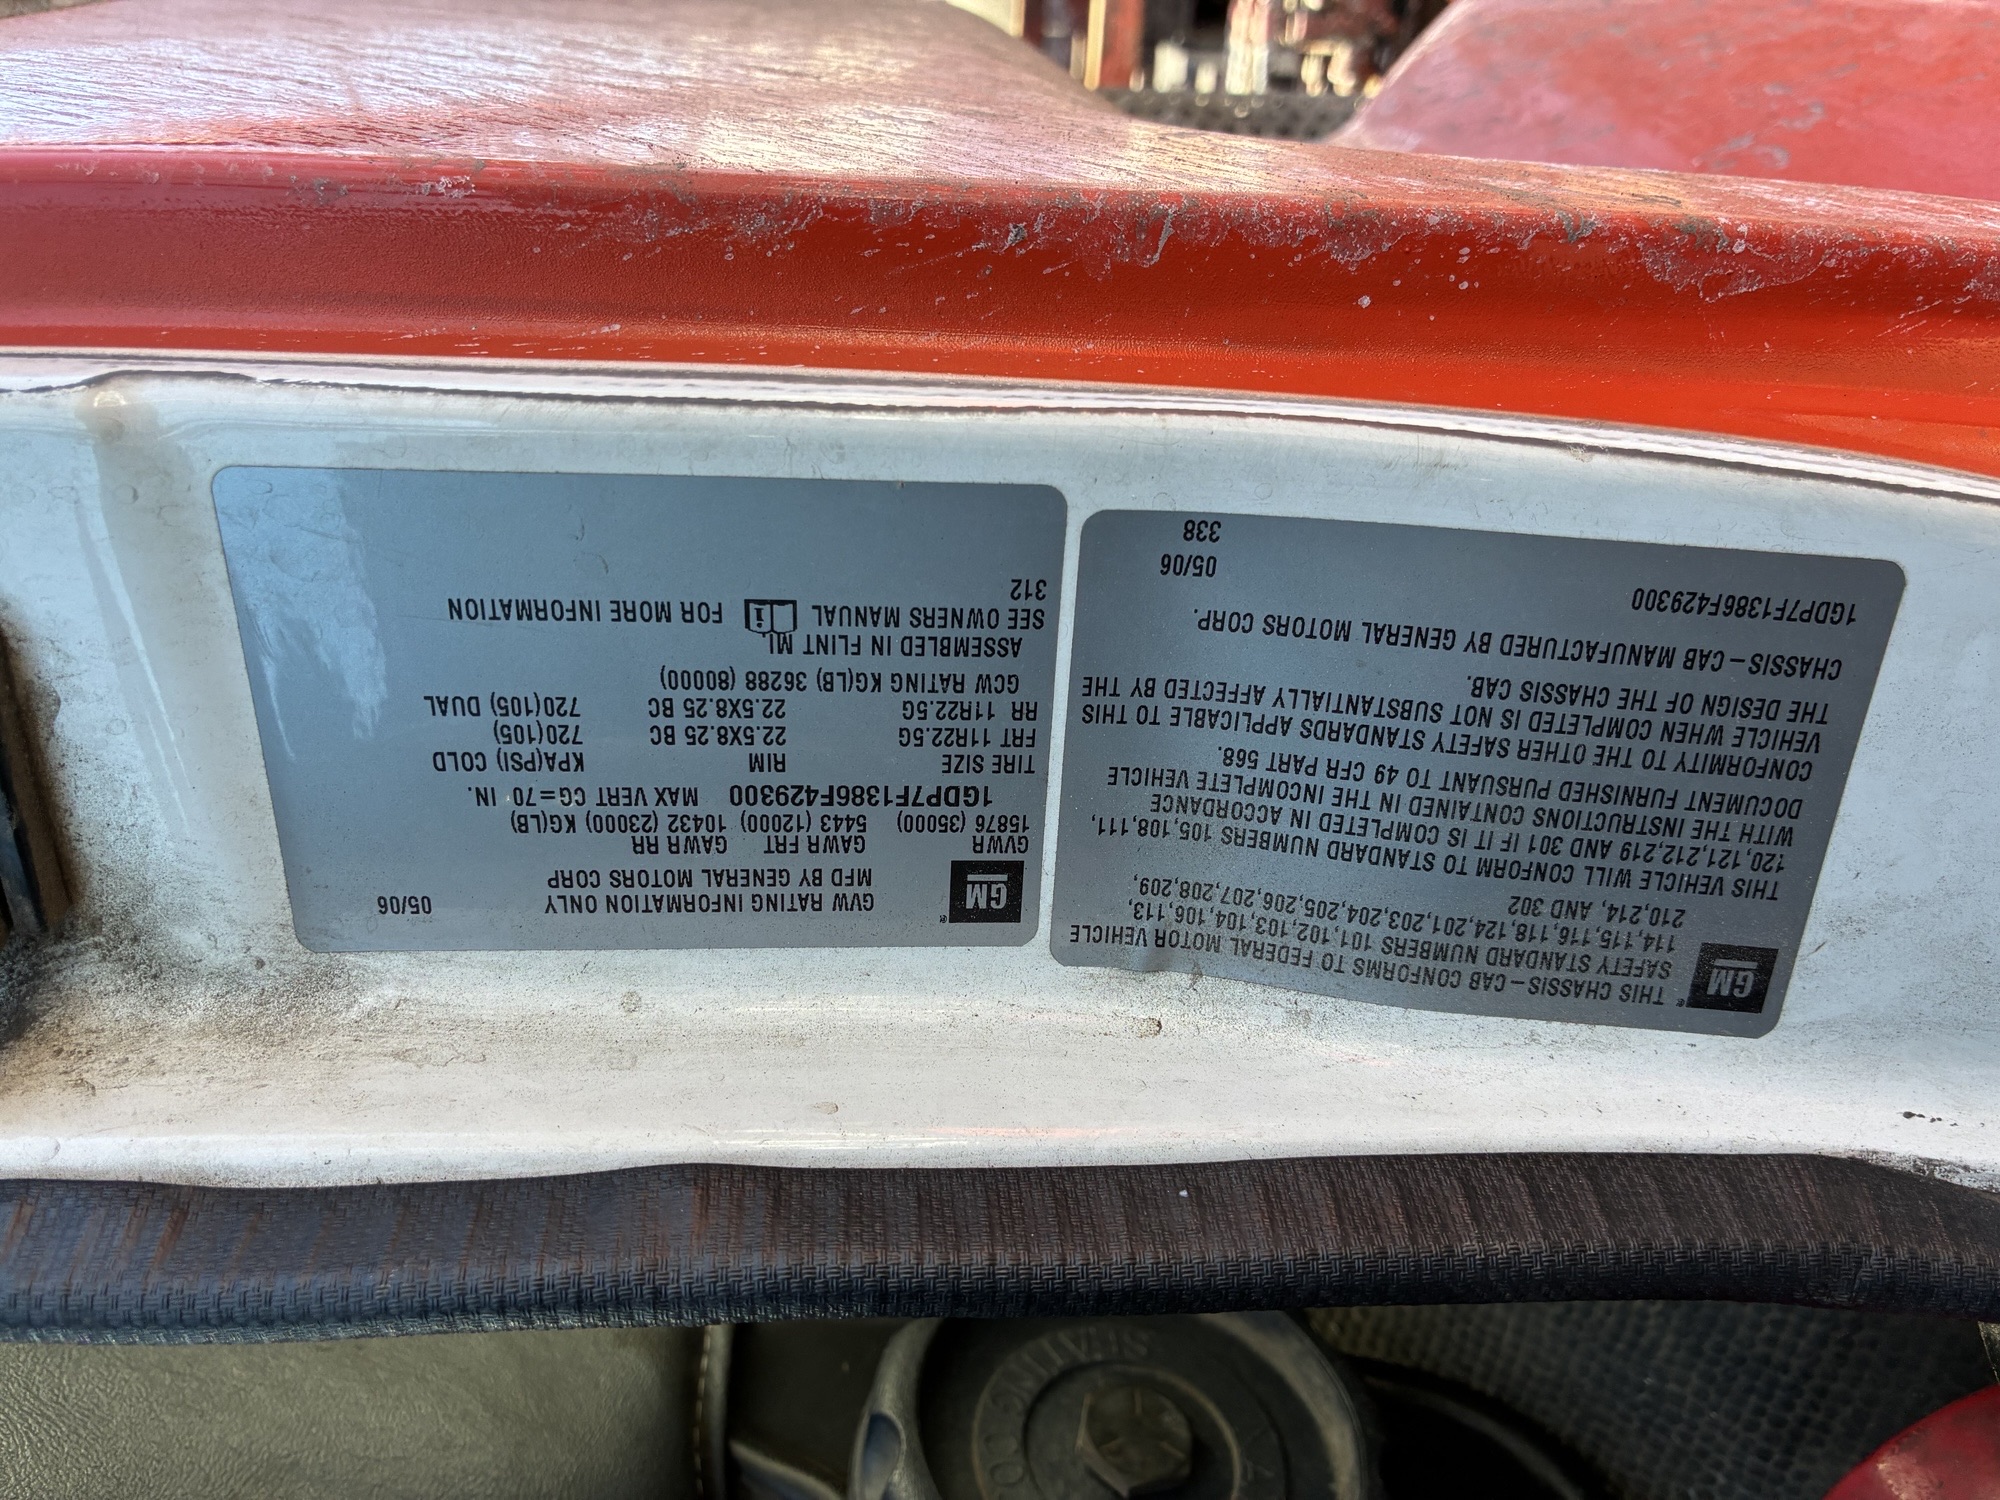 GM
GVW RATING INFORMATION ONLY 05/06
MFD BY GENERAL MOTORS CORP
GVWR GAWR FRT GAWR RR
15876 (35000) 5443 (12000) 10432 (23000) KG(LB)
1GDP7F1386F429300 MAX VERT CG=70 IN.
TIRE SIZE RIM KPA(PSI) COLD
FRT 11R22.5G 22.5X8.25 BC 720(105)
RR 11R22.5G 22.5X8.25 BC 720(105) DUAL
GCW RATING KG(LB) 36288 (80000)
ASSEMBLED IN FLINT MI.
SEE OWNERS MANUAL i FOR MORE INFORMATION
312
GM
THIS CHASSIS-CAB CONFORMS TO FEDERAL MOTOR VEHICLE
SAFETY STANDARD NUMBERS 101,102,103,104,106,113,
114,115,116,118,124,201,203,204,205,206,207,208,209,
210,214, AND 302
THIS VEHICLE WILL CONFORM TO STANDARD NUMBERS 105,108,111,
120,121,212,219 AND 301 IF IT IS COMPLETED IN ACCORDANCE
WITH THE INSTRUCTIONS CONTAINED IN THE INCOMPLETE VEHICLE
DOCUMENT FURNISHED PURSUANT TO 49 CFR PART 568.
CONFORMITY TO THE OTHER SAFETY STANDARDS APPLICABLE TO THIS
VEHICLE WHEN COMPLETED IS NOT SUBSTANTIALLY AFFECTED BY THE
THE DESIGN OF THE CHASSIS CAB.
CHASSIS-CAB MANUFACTURED BY GENERAL MOTORS CORP.
1GDP7F1386F429300 05/06
338